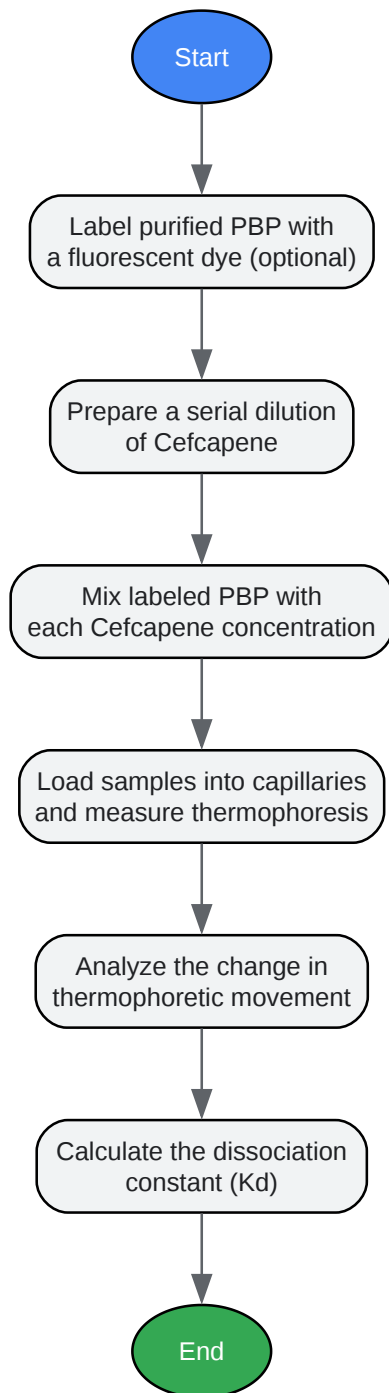 Start
Label purified PBP with
a fluorescent dye (optional)
Prepare a serial dilution
of Cefcapene
Mix labeled PBP with
each Cefcapene concentration
Load samples into capillaries
and measure thermophoresis
Analyze the change in
thermophoretic movement
Calculate the dissociation
constant (Kd)
End